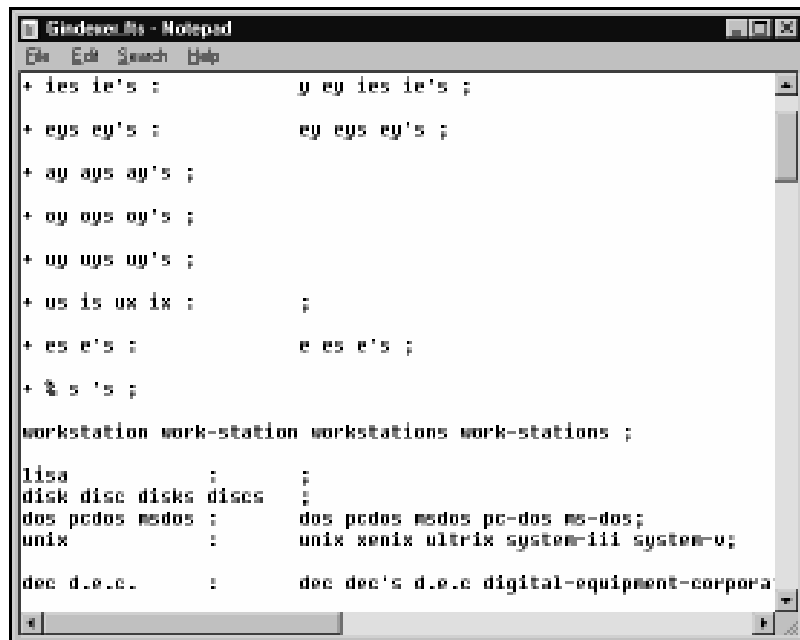 Gindexer.fts - Notepad
File Edit Search Help
+ ies ie's : y ey ies ie's ;
+ eys ey's : ey eys ey's ;
+ ay ays ay's ;
+ oy oys oy's ;
+ uy uys uy's ;
+ us is ux ix : ;
+ es e's : e es e's ;
+ % s 's ;
workstation work-station workstations work-stations ;
lisa : ;
disk disc disks discs ;
dos pcdos msdos : dos pcdos msdos pc-dos ms-dos;
unix : unix xenix ultrix system-iii system-v;
dec d.e.c. : dec dec's d.e.c digital-equipment-corpora